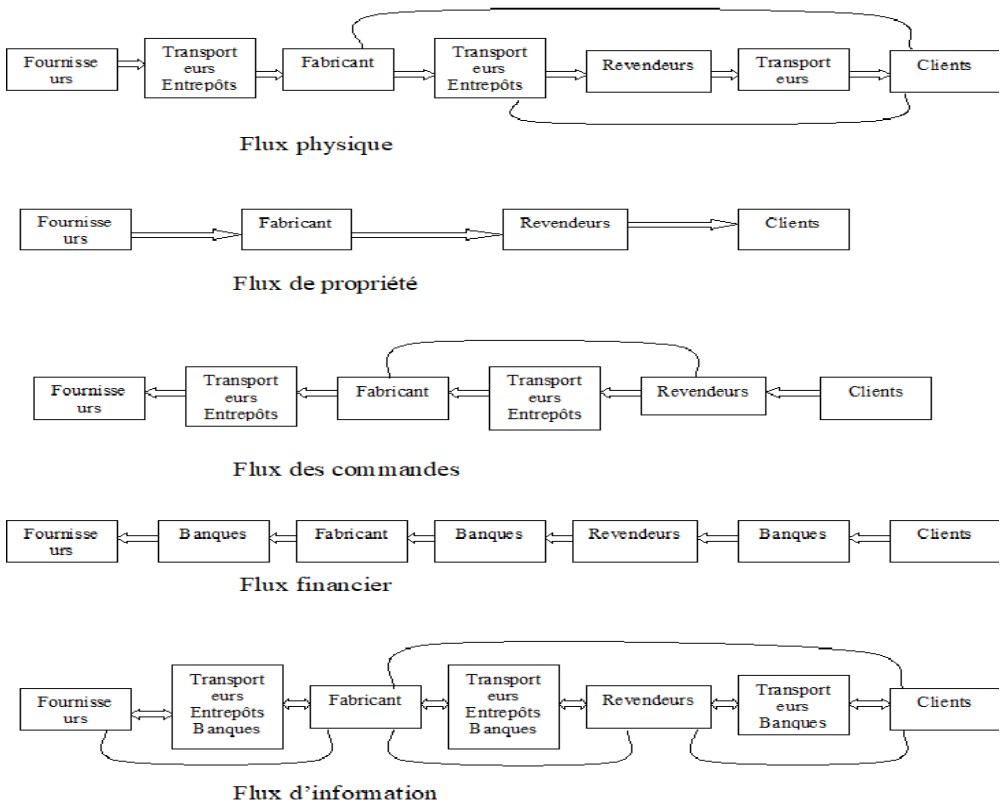 Fournisse
urs
Transport
eurs
Entrepôts
Fabricant
Transport
eurs
Entrepôts
Revendeurs
Transport
eurs
Clients
Flux physique
Fournisse
urs
Fabricant
Revendeurs
Clients
Flux de propriété
Fournisse
urs
Transport
eurs
Entrepôts
Fabricant
Transport
eurs
Entrepôts
Revendeurs
Clients
Flux des commandes
Fournisse
urs
Banques
Fabricant
Banques
Revendeurs
Banques
Clients
Flux financier
Fournisse
urs
Transport
eurs
Entrepôts
Banques
Fabricant
Transport
eurs
Entrepôts
Banques
Revendeurs
Transport
eurs
Banques
Clients
Flux d'information